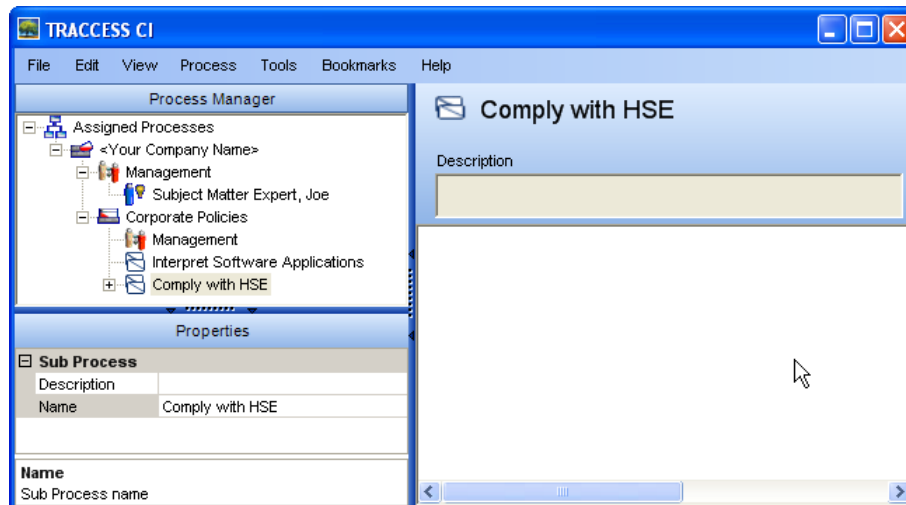 TRACCESS CI
File Edit View Process Tools Bookmarks Help
Process Manager
Assigned Processes
<Your Company Name>
Management
Subject Matter Expert, Joe
Corporate Policies
Management
Interpret Software Applications
Comply with HSE
Properties
Sub Process
Description
Name Comply with HSE
Name
Sub Process name
Comply with HSE
Description